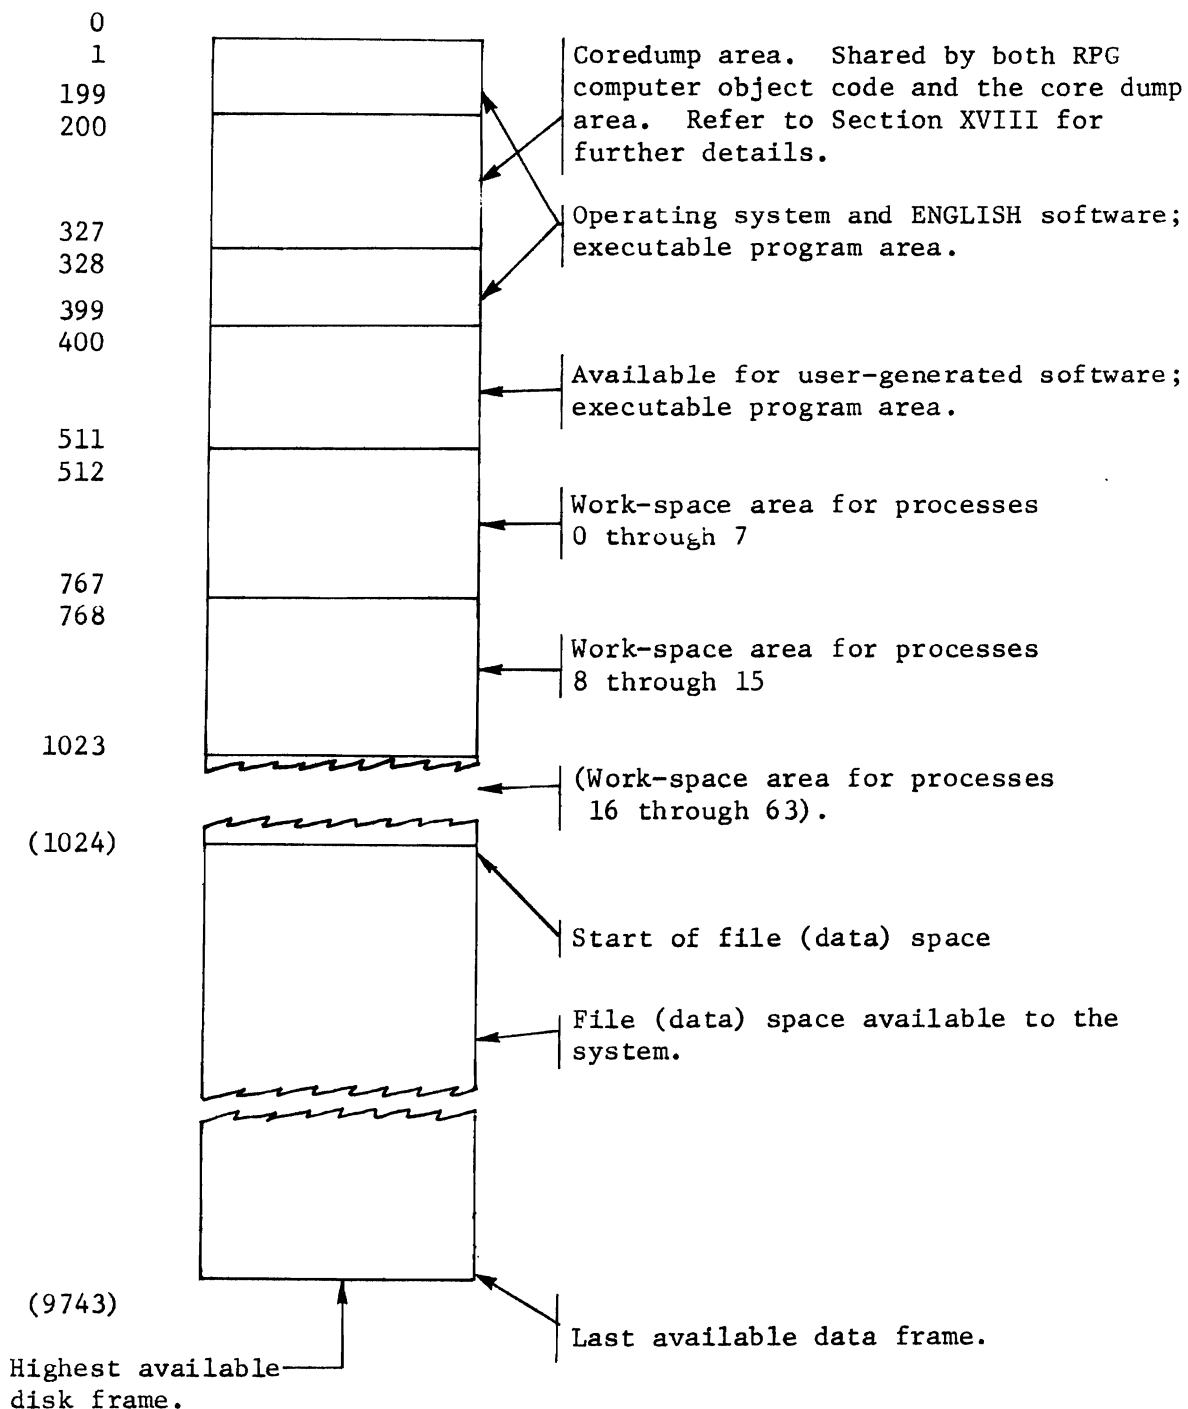 0
1
199
200
327
328
399
400
511
512
767
768
1023
(1024)
(9743)
Coredump area. Shared by both RPG
computer object code and the core dump
area. Refer to Section XVIII for
further details.
Operating system and ENGLISH software;
executable program area.
Available for user-generated software;
executable program area.
Work-space area for processes
0 through 7
Work-space area for processes
8 through 15
(Work-space area for processes
16 through 63).
Start of file (data) space
File (data) space available to the
system.
Last available data frame.
Highest available
disk frame.